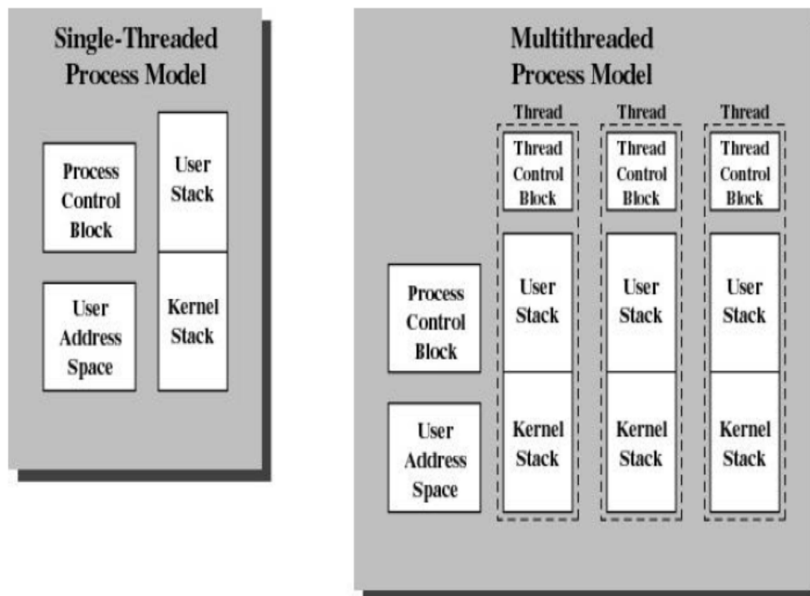 Single-Threaded
Process Model
Process
Control
Block
User
Stack
User
Address
Space
Kernel
Stack
Multithreaded
Process Model
Thread
Thread
Thread
Thread
Control
Block
Thread
Control
Block
Thread
Control
Block
Process
Control
Block
User
Stack
User
Stack
User
Stack
User
Address
Space
Kernel
Stack
Kernel
Stack
Kernel
Stack